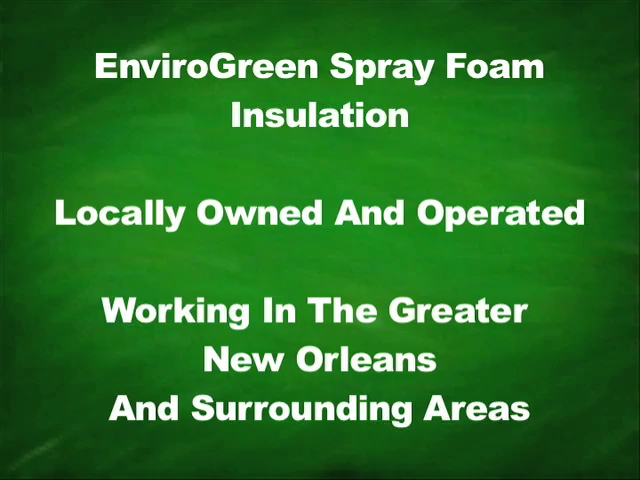 EnviroGreen Spray Foam
Insulation
Locally Owned And Operated
Working In The Greater
New Orleans
And Surrounding Areas